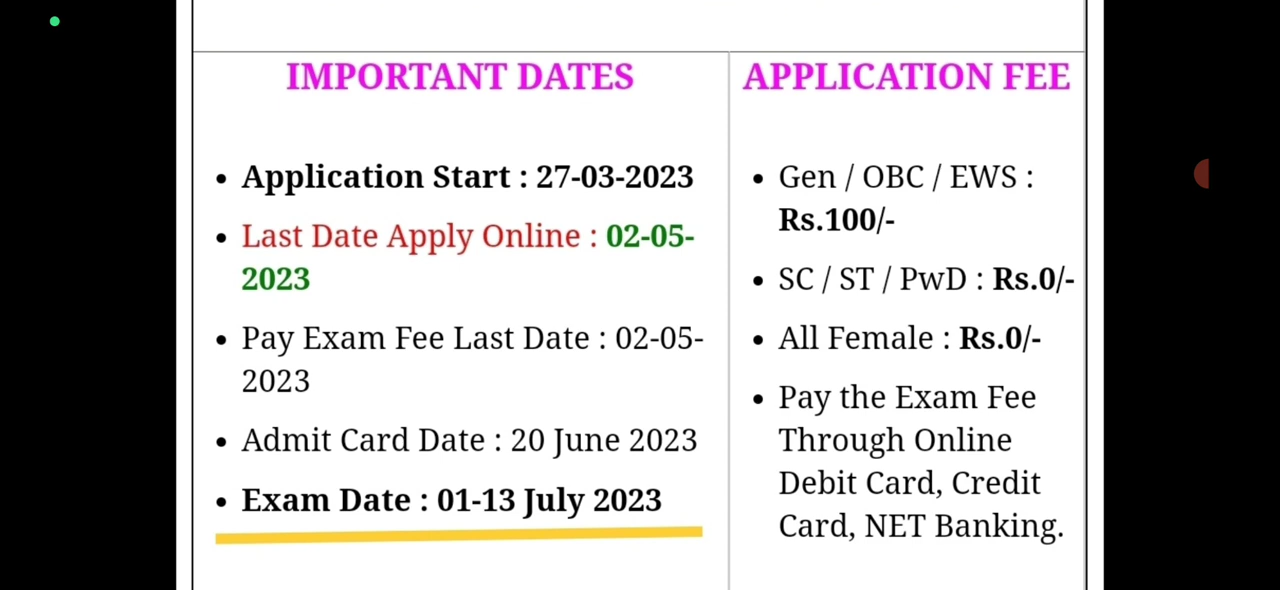 IMPORTANT DATES
Application Start : 27-03-2023
Last Date Apply Online : 02-05-
2023
Pay Exam Fee Last Date : 02-05-
2023
Admit Card Date : 20 June 2023
Exam Date : 01-13 July 2023
APPLICATION FEE
Gen / OBC / EWS :
Rs.100/-
SC / ST / PwD : Rs.0/-
All Female : Rs.0/-
Pay the Exam Fee
Through Online
Debit Card, Credit
Card, NET Banking.